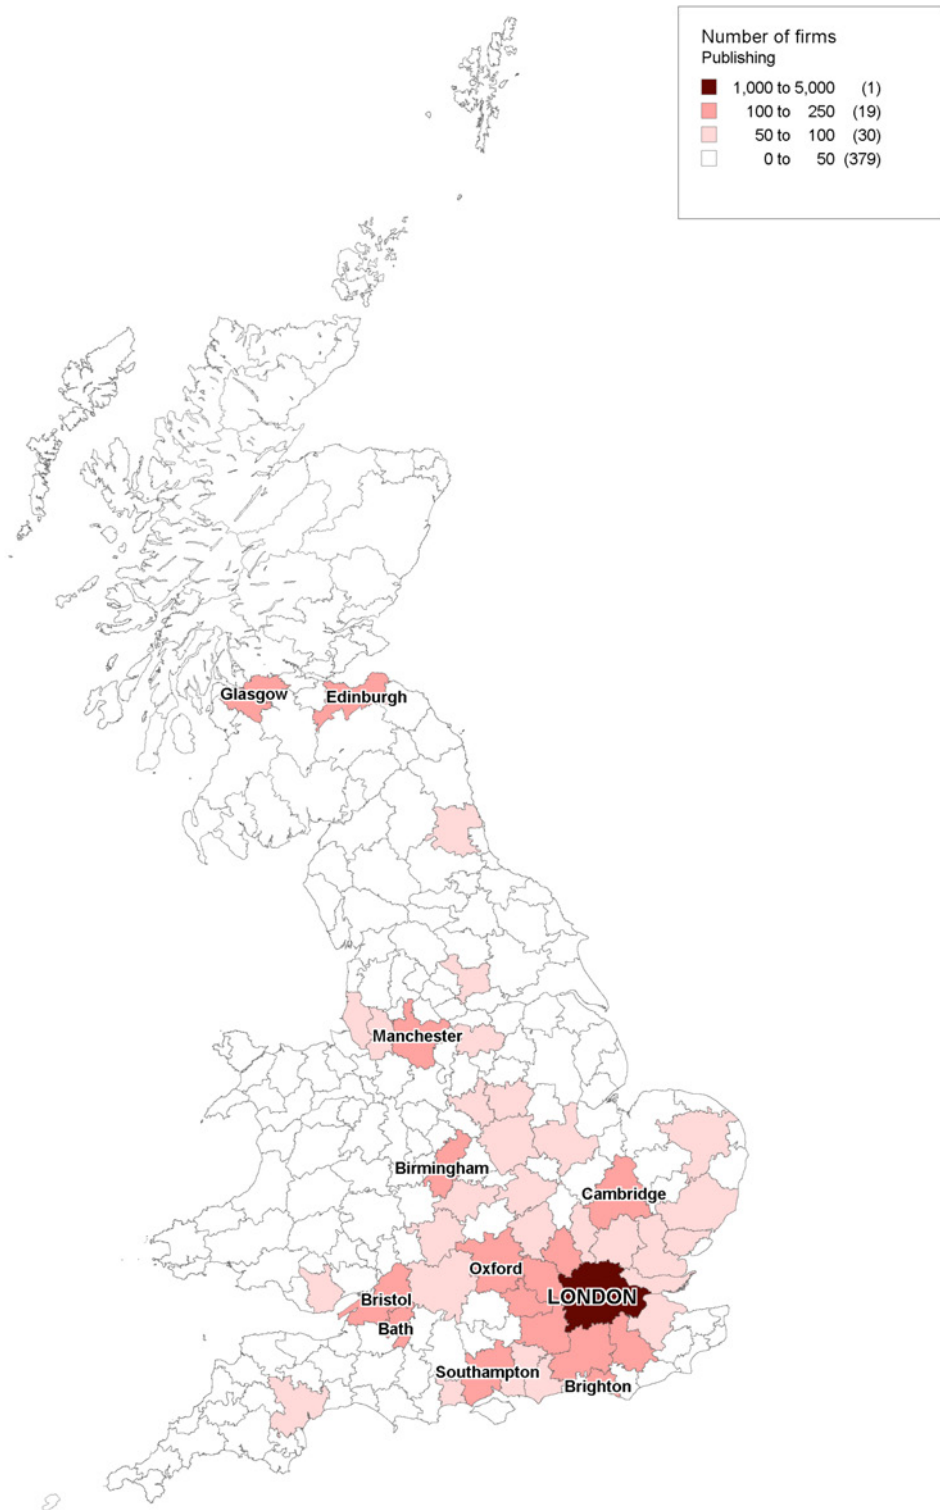 Number of firms
Publishing
1,000 to 5,000 (1)
100 to 250 (19)
50 to 100 (30)
0 to 50 (379)
Glasgow
Edinburgh
Manchester
Birmingham
Cambridge
Oxford
LONDON
Bristol
Bath
Southampton
Brighton